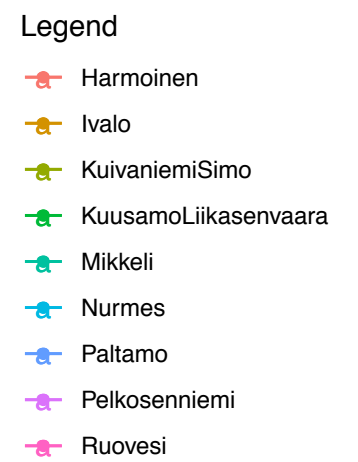 Legend
a Harmoinen
a Ivalo
a KuivaniemiSimo
a KuusamoLiikasenvaara
a Mikkeli
a Nurmes
a Paltamo
a Pelkosenniemi
a Ruovesi